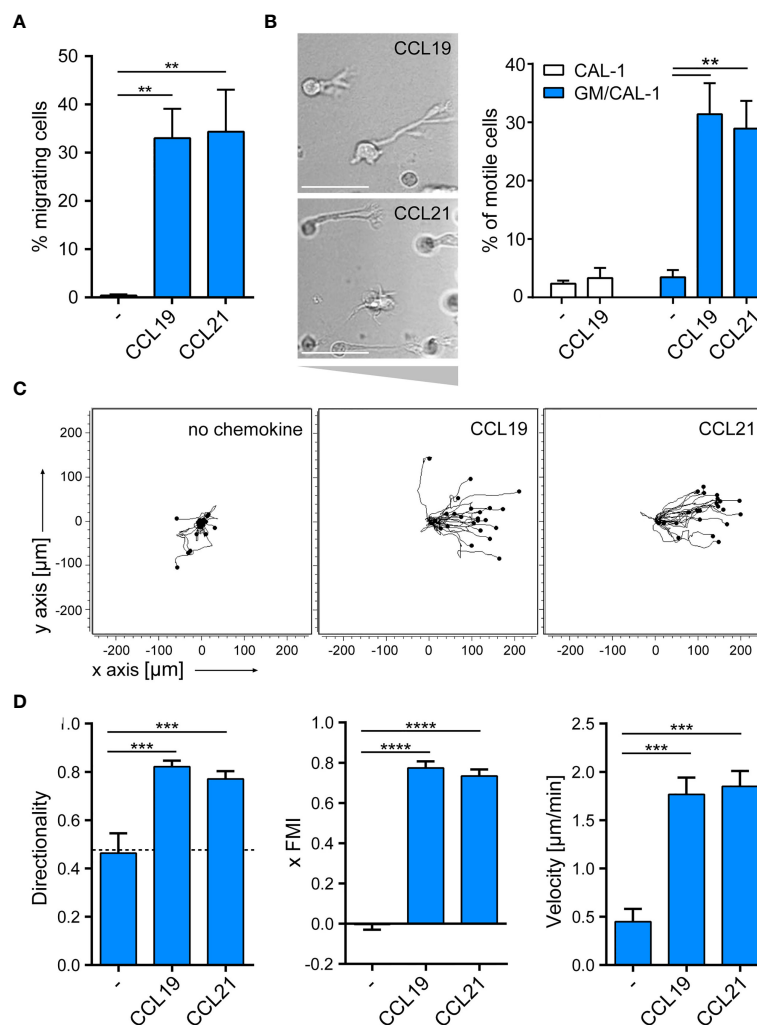 A
**
**
% migrating cells
50
40
30
20
10
0
-
CCL19
CCL21
B
CCL19
CCL21
CAL-1
GM/CAL-1
**
% of motile cells
40
30
20
10
0
-
CCL19
-
CCL19
CCL21
C
no chemokine
CCL19
CCL21
y axis [µm]
200
100
0
-100
-200
-200 -100 0 100 200
-200 -100 0 100 200
-200 -100 0 100 200
x axis [µm]
D
***
***
Directionality
1.0
0.8
0.6
0.4
0.2
0.0
-
CCL19
CCL21
****
****
x FMI
1.0
0.8
0.6
0.4
0.2
0.0
-0.2
-
CCL19
CCL21
***
***
Velocity [µm/min]
2.5
2.0
1.5
1.0
0.5
0.0
-
CCL19
CCL21